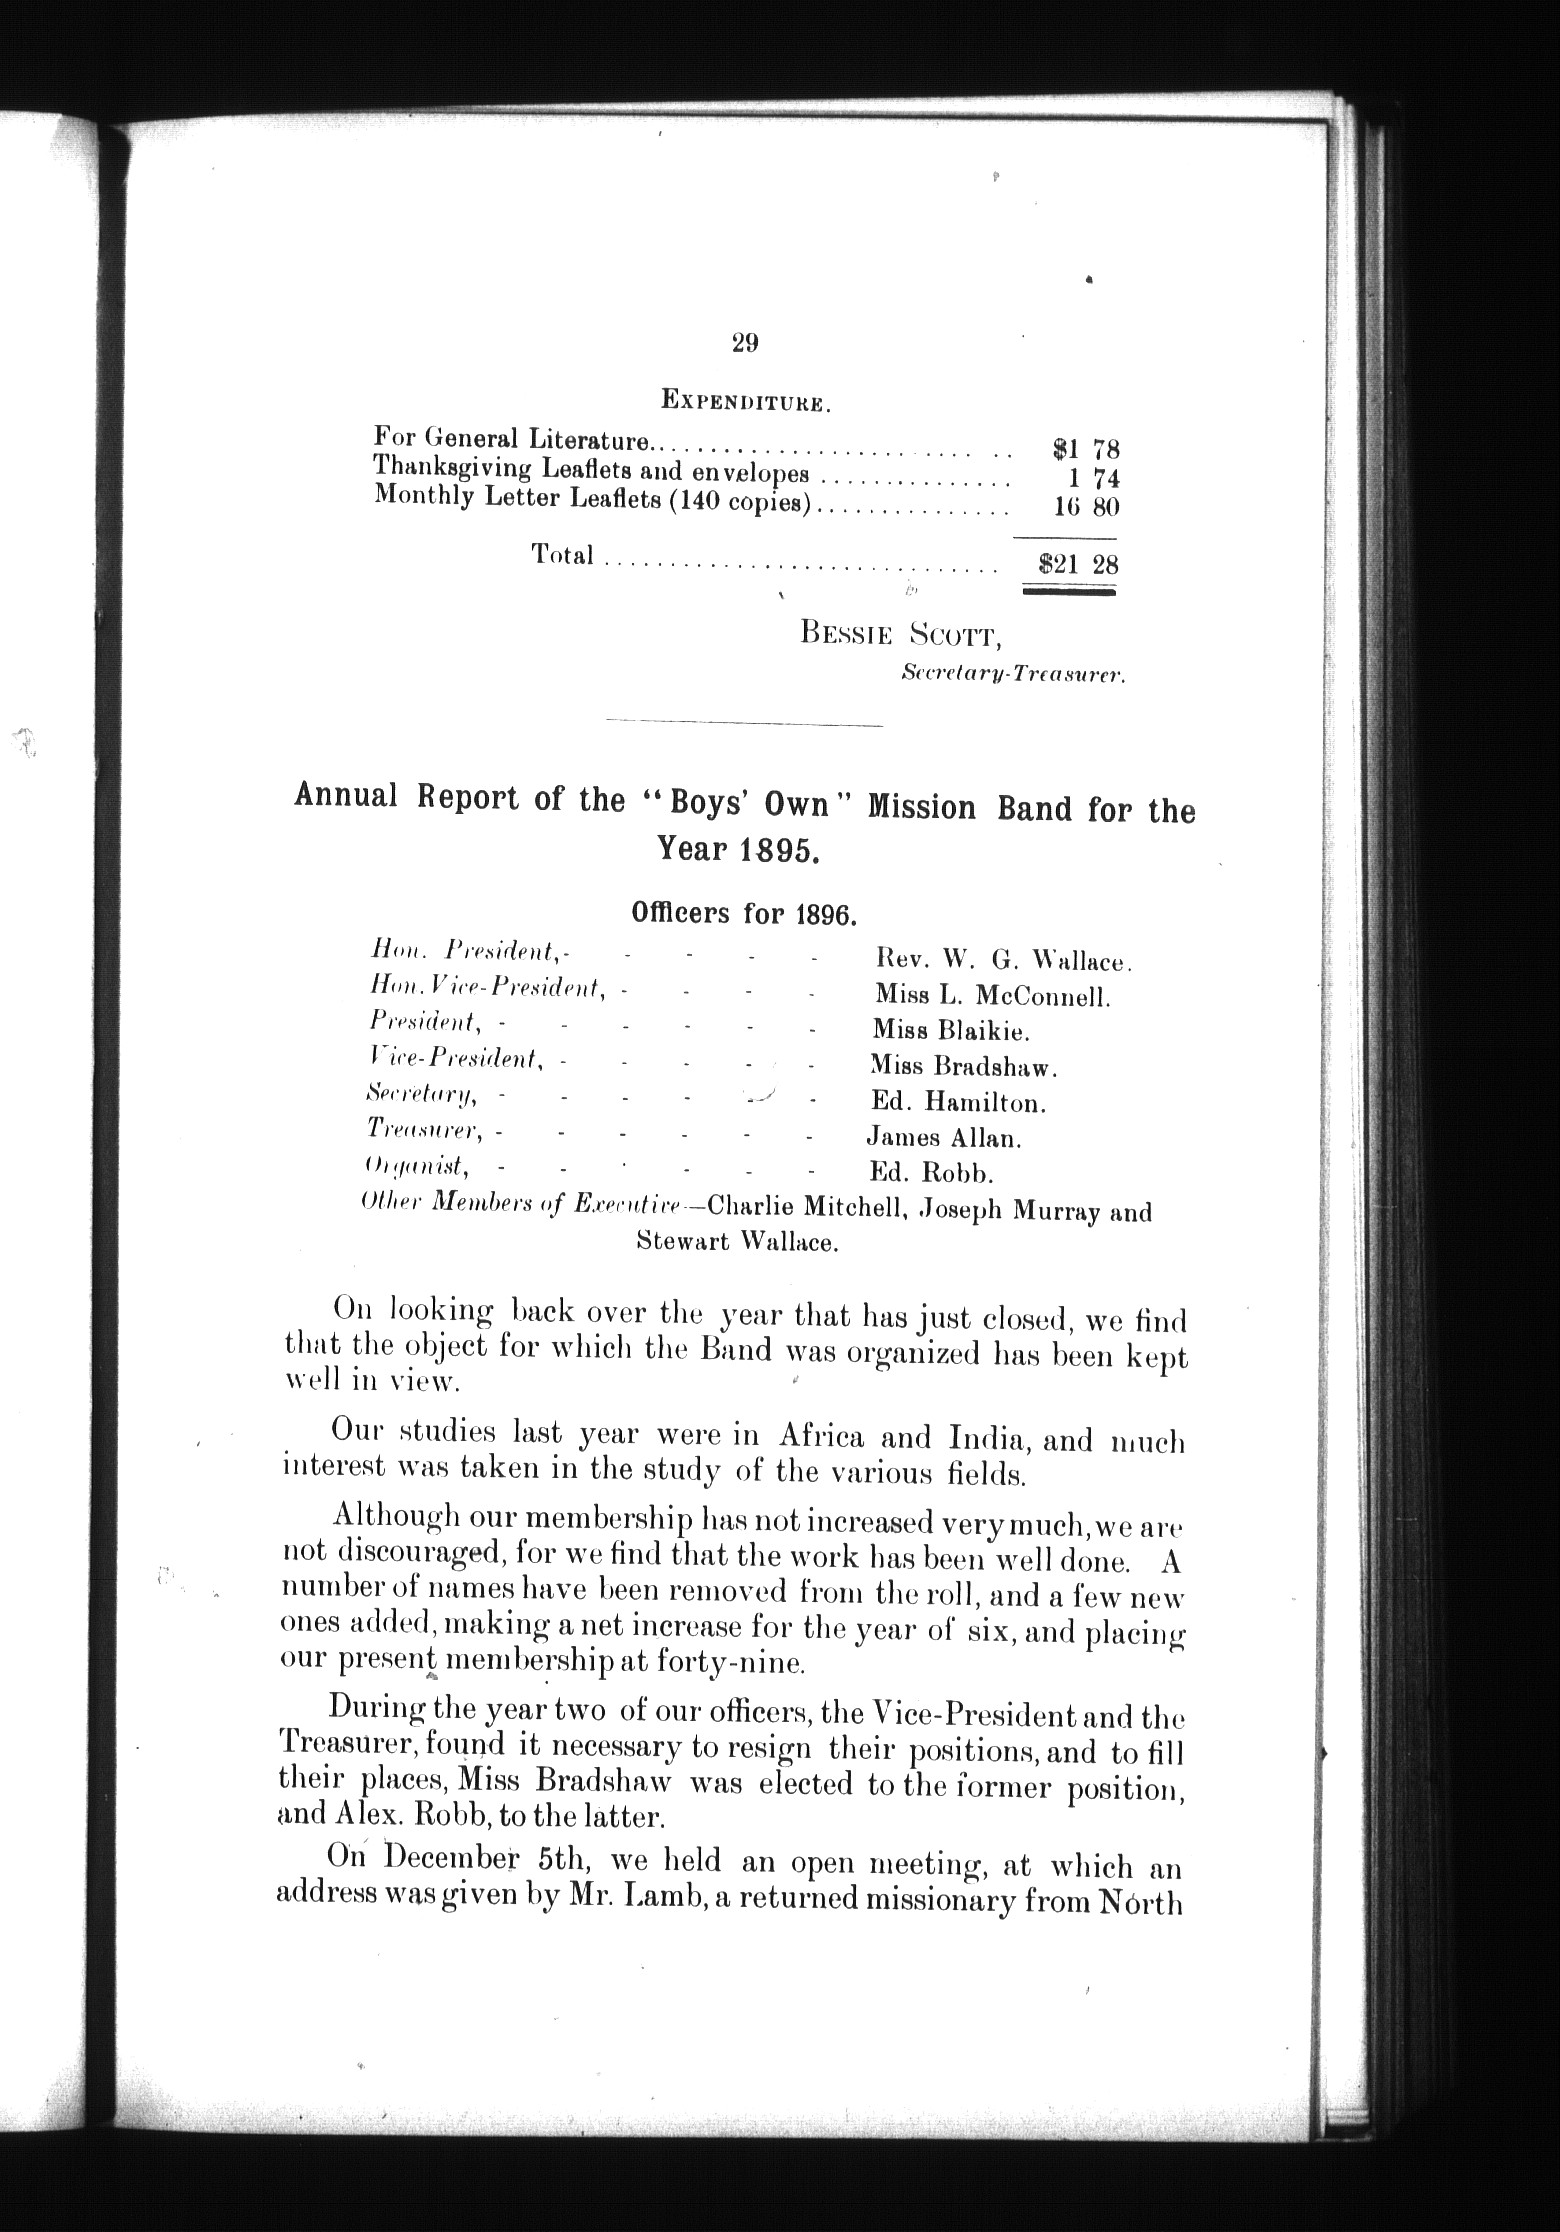 29
EXPENDITURE.
For General Literature.. . . . . . . . . . . . . . . . . . . . . . . . . . . $1 78
Thanksgiving Leaflets and envelopes . . . . . . . . . . . . . . . 1 74
Monthly Letter Leaflets (140 copies) . . . . . . . . . . . . . . . 16 80
Total . . . . . . . . . . . . . . . . . . . . . . . . . . . . . . $21 28
BESSIE SCOTT,
Secretary-Treasurer.
Annual Report of the "Boys' Own" Mission Band for the
Year 1895.
Officers for 1896.
Hon. President,- - - - - Rev. W. G. Wallace.
Hon. Vice-President, - - - - Miss L. McConnell.
President, - - - - - - Miss Blaikie.
Vice-President, - - - - - Miss Bradshaw.
Secretary, - - - - - - Ed. Hamilton.
Treasurer, - - - - - - James Allan.
Organist, - - - - - - Ed. Robb.
Other Members of Executive—Charlie Mitchell, Joseph Murray and
Stewart Wallace.
On looking back over the year that has just closed, we find
that the object for which the Band was organized has been kept
well in view.
Our studies last year were in Africa and India, and much
interest was taken in the study of the various fields.
Although our membership has not increased very much, we are
not discouraged, for we find that the work has been well done. A
number of names have been removed from the roll, and a few new
ones added, making a net increase for the year of six, and placing
our present membership at forty-nine.
During the year two of our officers, the Vice-President and the
Treasurer, found it necessary to resign their positions, and to fill
their places, Miss Bradshaw was elected to the former position,
and Alex. Robb, to the latter.
On December 5th, we held an open meeting, at which an
address was given by Mr. Lamb, a returned missionary from North